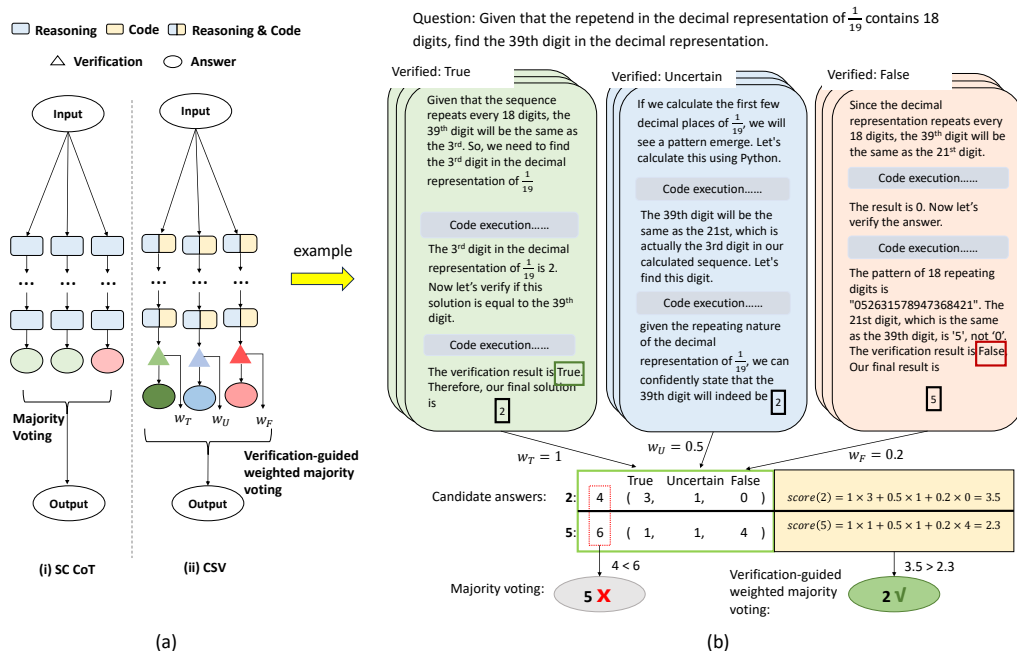 Reasoning Code Reasoning & Code
Verification Answer
Input
Input
...
...
...
...
...
...
w_T
w_U
w_F
Majority
Voting
Verification-guided
weighted majority
voting
Output
Output
(i) SC CoT
(ii) CSV
(a)
example
Question: Given that the repetend in the decimal representation of 1/19 contains 18
digits, find the 39th digit in the decimal representation.
Verified: True
Given that the sequence
repeats every 18 digits, the
39th digit will be the same as
the 3rd. So, we need to find
the 3rd digit in the decimal
representation of 1/19
Code execution......
The 3rd digit in the decimal
representation of 1/19 is 2.
Now let's verify if this
solution is equal to the 39th
digit.
Code execution......
The verification result is True.
Therefore, our final solution
is
2
Verified: Uncertain
If we calculate the first few
decimal places of 1/19, we will
see a pattern emerge. Let's
calculate this using Python.
Code execution......
The 39th digit will be the
same as the 21st, which is
actually the 3rd digit in our
calculated sequence. Let's
find this digit.
Code execution......
given the repeating nature
of the decimal
representation of 1/19, we can
confidently state that the
39th digit will indeed be 2
Verified: False
Since the decimal
representation repeats every
18 digits, the 39th digit will be
the same as the 21st digit.
Code execution......
The result is 0. Now let's
verify the answer.
Code execution......
The pattern of 18 repeating
digits is
"052631578947368421". The
21st digit, which is the same
as the 39th digit, is '5', not '0'.
The verification result is False.
Our final result is
5
w_T = 1
w_U = 0.5
w_F = 0.2
True Uncertain False
Candidate answers: 2: 4 ( 3, 1, 0 ) score(2) = 1 × 3 + 0.5 × 1 + 0.2 × 0 = 3.5
5: 6 ( 1, 1, 4 ) score(5) = 1 × 1 + 0.5 × 1 + 0.2 × 4 = 2.3
4 < 6
3.5 > 2.3
Majority voting: 5 X
Verification-guided
weighted majority
voting:
2 √
(b)